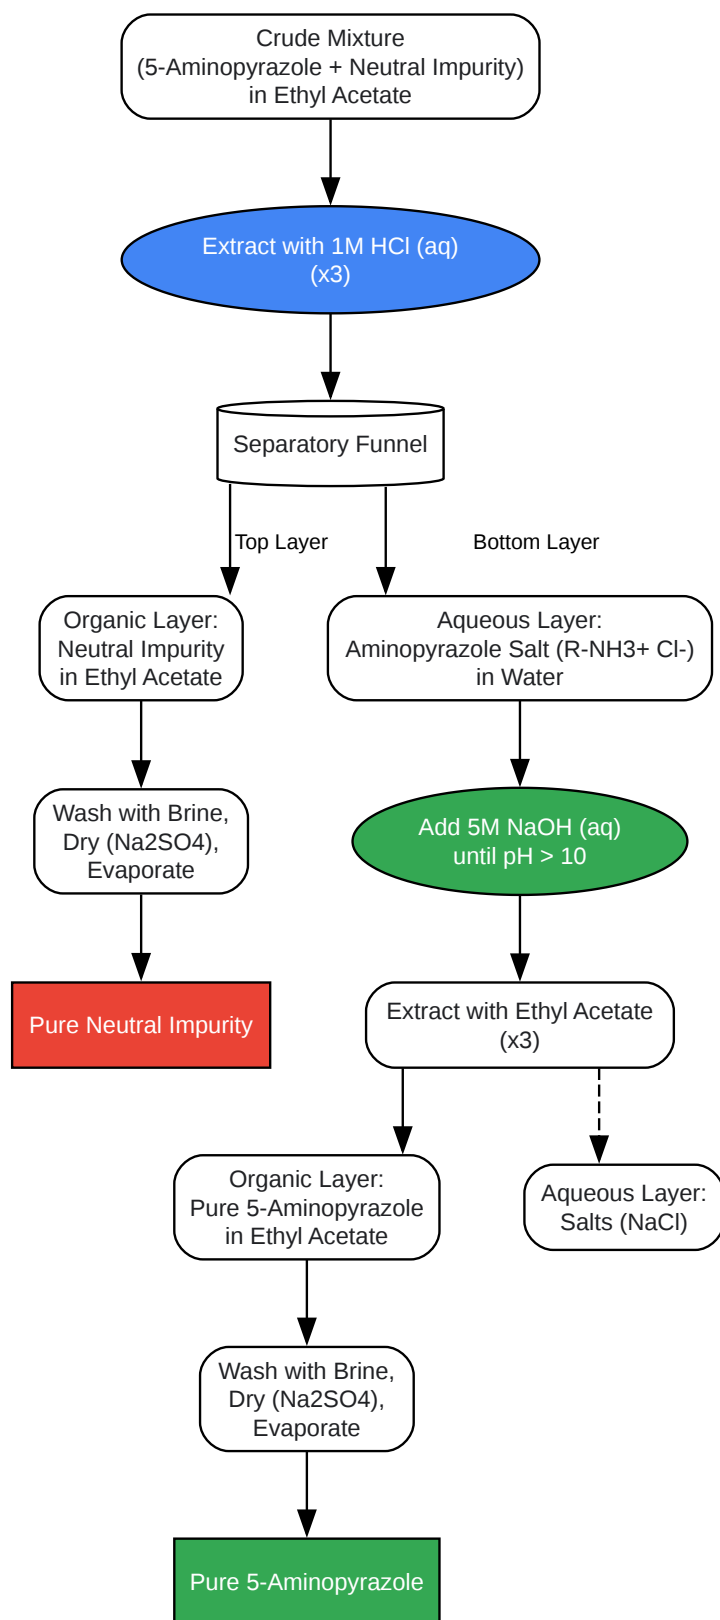 Crude Mixture
(5-Aminopyrazole + Neutral Impurity)
in Ethyl Acetate
Extract with 1M HCl (aq)
(x3)
Separatory Funnel
Top Layer
Bottom Layer
Organic Layer:
Neutral Impurity
in Ethyl Acetate
Aqueous Layer:
Aminopyrazole Salt (R-NH3+ Cl-)
in Water
Wash with Brine,
Dry (Na2SO4),
Evaporate
Add 5M NaOH (aq)
until pH > 10
Pure Neutral Impurity
Extract with Ethyl Acetate
(x3)
Organic Layer:
Pure 5-Aminopyrazole
in Ethyl Acetate
Aqueous Layer:
Salts (NaCl)
Wash with Brine,
Dry (Na2SO4),
Evaporate
Pure 5-Aminopyrazole